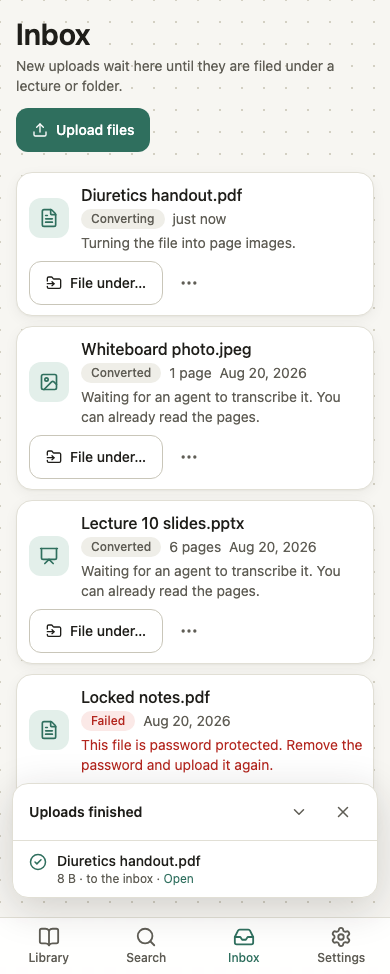 Inbox
New uploads wait here until they are filed under a
lecture or folder.
Upload files
Diuretics handout.pdf
Converting just now
Turning the file into page images.
File under...
Whiteboard photo.jpeg
Converted 1 page Aug 20, 2026
Waiting for an agent to transcribe it. You
can already read the pages.
File under...
Lecture 10 slides.pptx
Converted 6 pages Aug 20, 2026
Waiting for an agent to transcribe it. You
can already read the pages.
File under...
Locked notes.pdf
Failed Aug 20, 2026
This file is password protected. Remove the
password and upload it again.
Uploads finished
Diuretics handout.pdf
8 B · to the inbox · Open
Library Search Inbox Settings